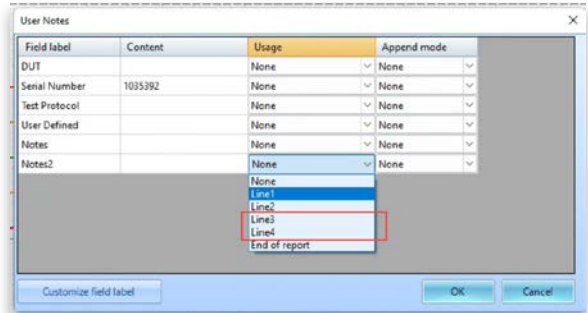 User Notes
Field label Content Usage Append mode
DUT None None
Serial Number 1035392 None None
Test Protocol None None
User Defined None None
Notes None None
Notes2 None None
None
Line1
Line2
Line3
Line4
End of report
Customize field label OK Cancel